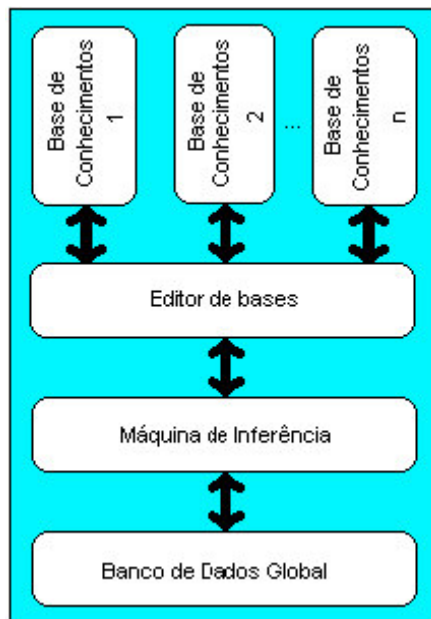 Base de
Conhecimentos
1
Base de
Conhecimentos
2
...
Base de
Conhecimentos
n
Editor de bases
Máquina de Inferência
Banco de Dados Global